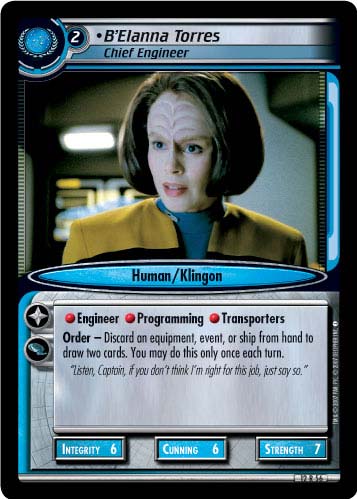 2
•B'Elanna Torres
Chief Engineer
Human/Klingon
Engineer Programming Transporters
Order – Discard an equipment, event, or ship from hand to
draw two cards. You may do this only once each turn.
"Listen, Captain, if you don't think I'm right for this job, just say so."
Integrity 6 Cunning 6 Strength 7
12 R 56